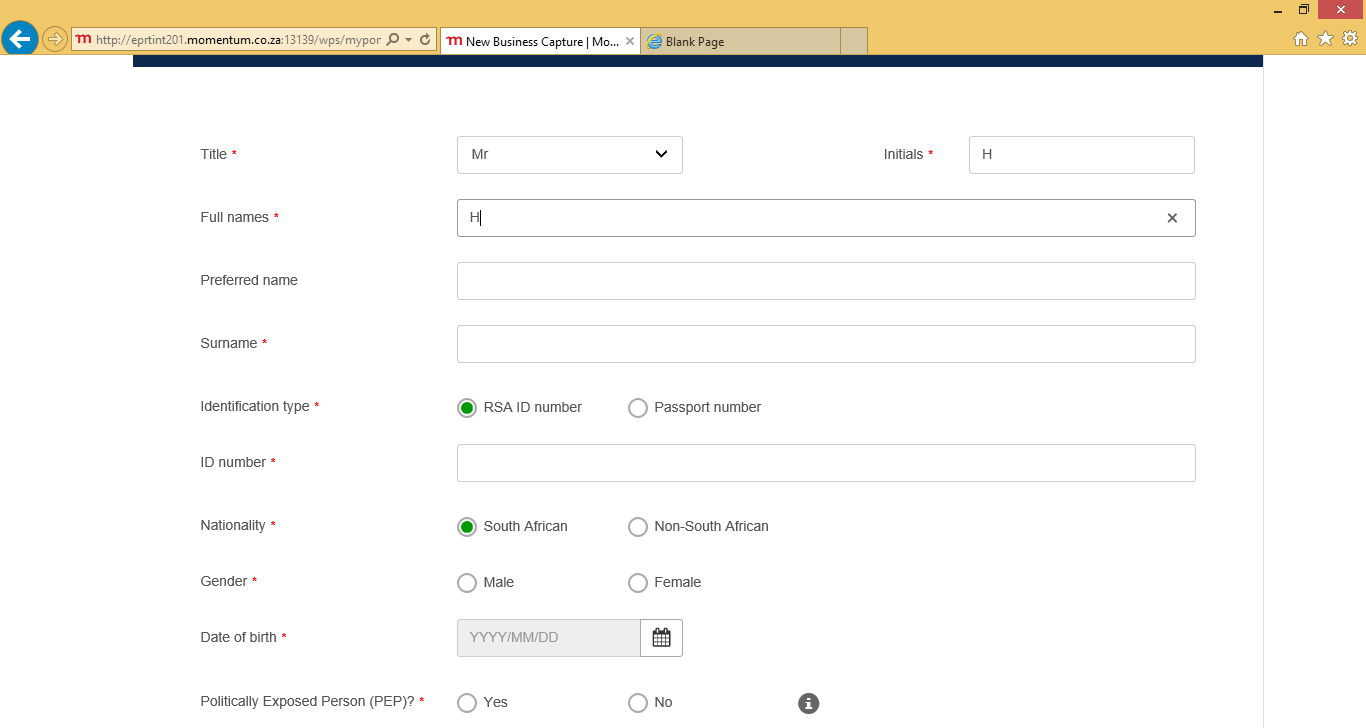 http://eprtint201.momentum.co.za:13139/wps/mypor
m New Business Capture | Mo...
Blank Page
Title * Mr Initials * H
Full names * H
Preferred name
Surname *
Identification type * RSA ID number Passport number
ID number *
Nationality * South African Non-South African
Gender * Male Female
Date of birth * YYYY/MM/DD
Politically Exposed Person (PEP)? * Yes No